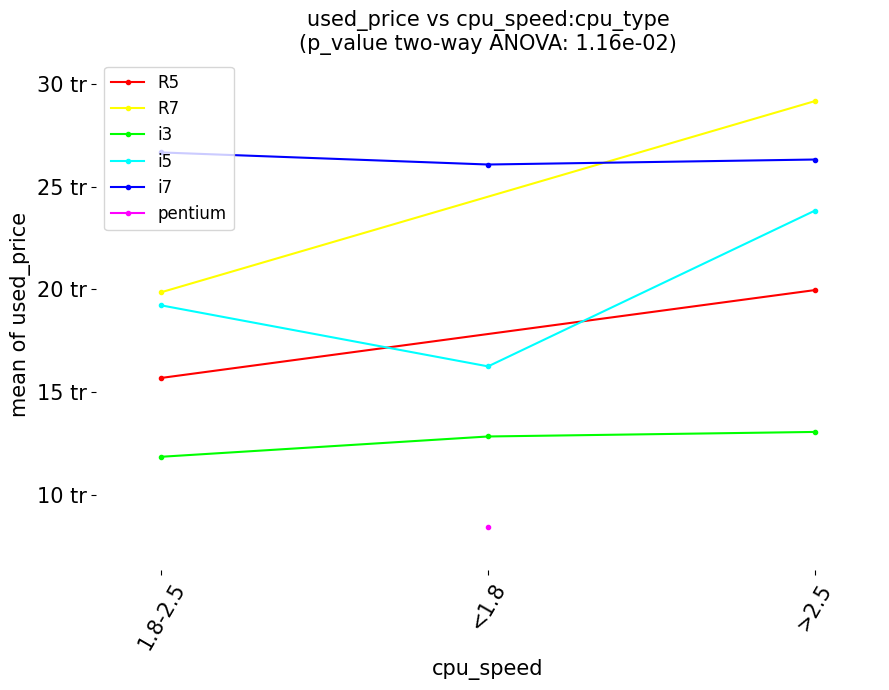 used_price vs cpu_speed:cpu_type
(p_value two-way ANOVA: 1.16e-02)
30 tr
25 tr
20 tr
15 tr
10 tr
mean of used_price
R5
R7
i3
i5
i7
pentium
1.8-2.5
<1.8
>2.5
cpu_speed